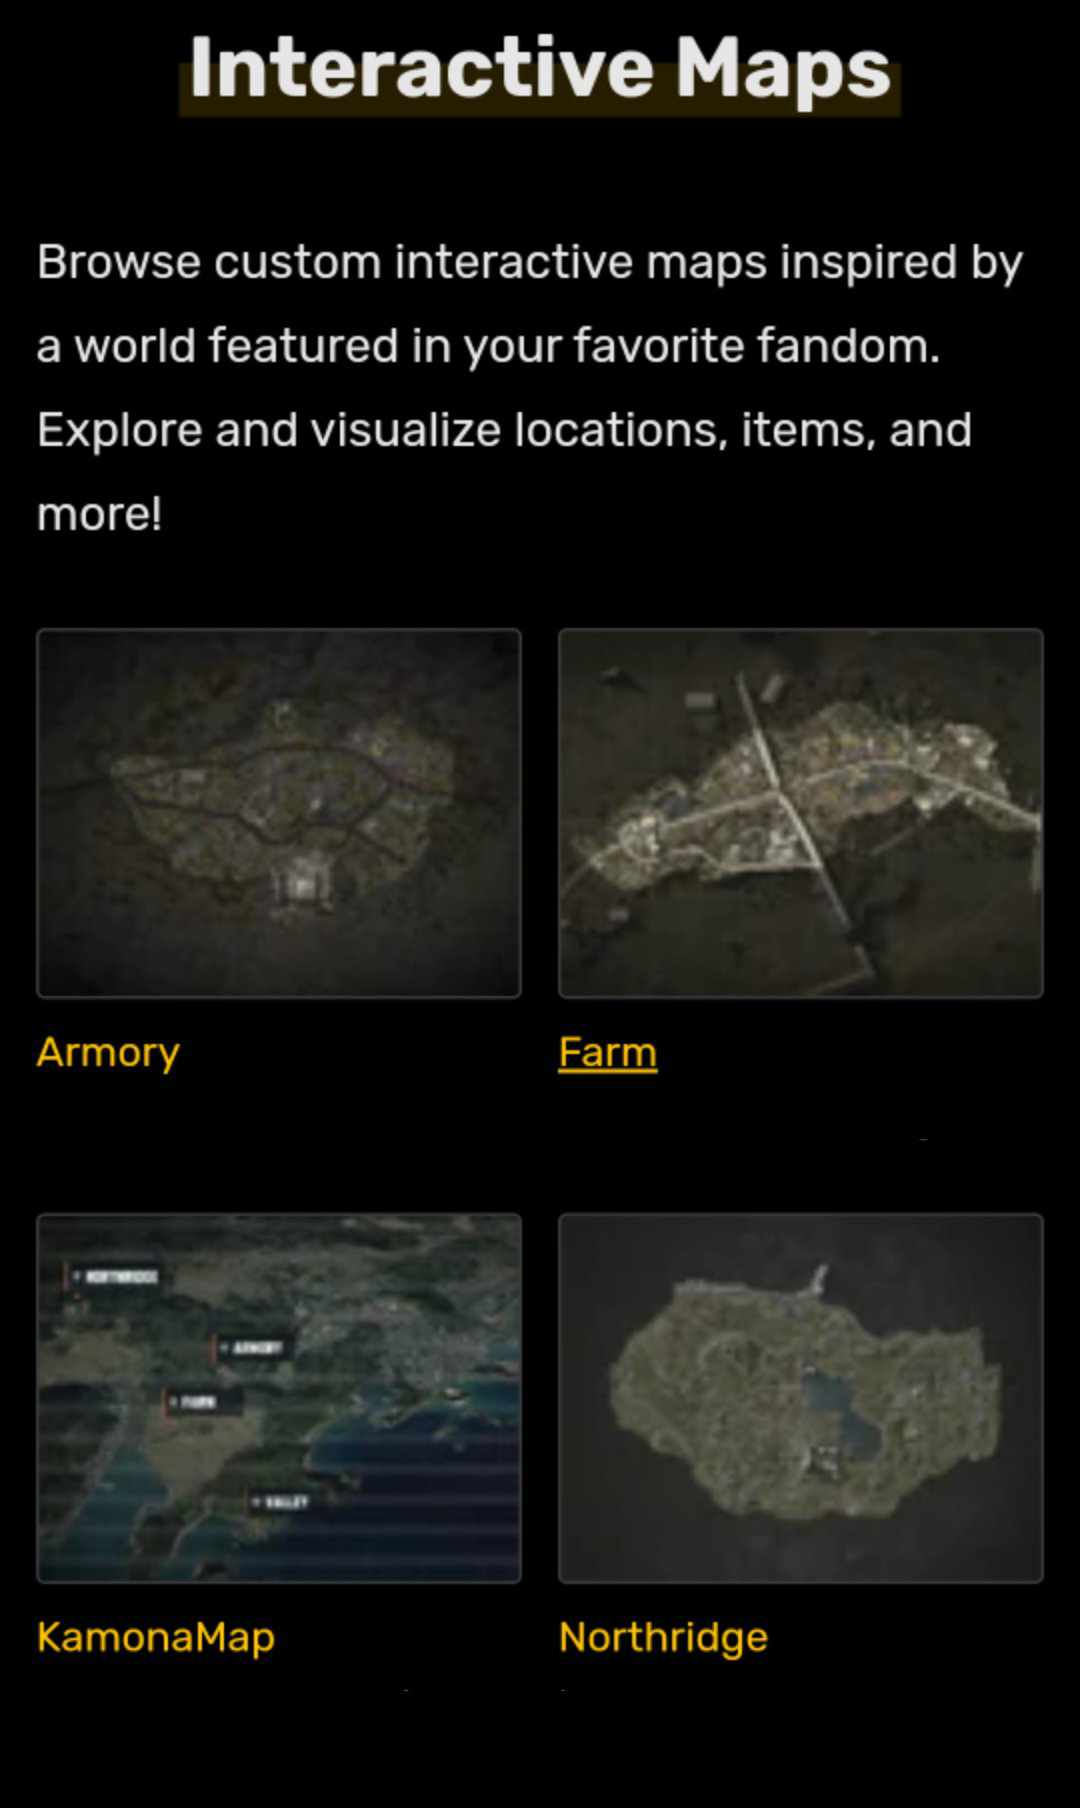 Interactive Maps
Browse custom interactive maps inspired by
a world featured in your favorite fandom.
Explore and visualize locations, items, and
more!
Armory
Farm
NORTHRIDGE
ARMORY
FARM
VALLEY
KamonaMap
Northridge